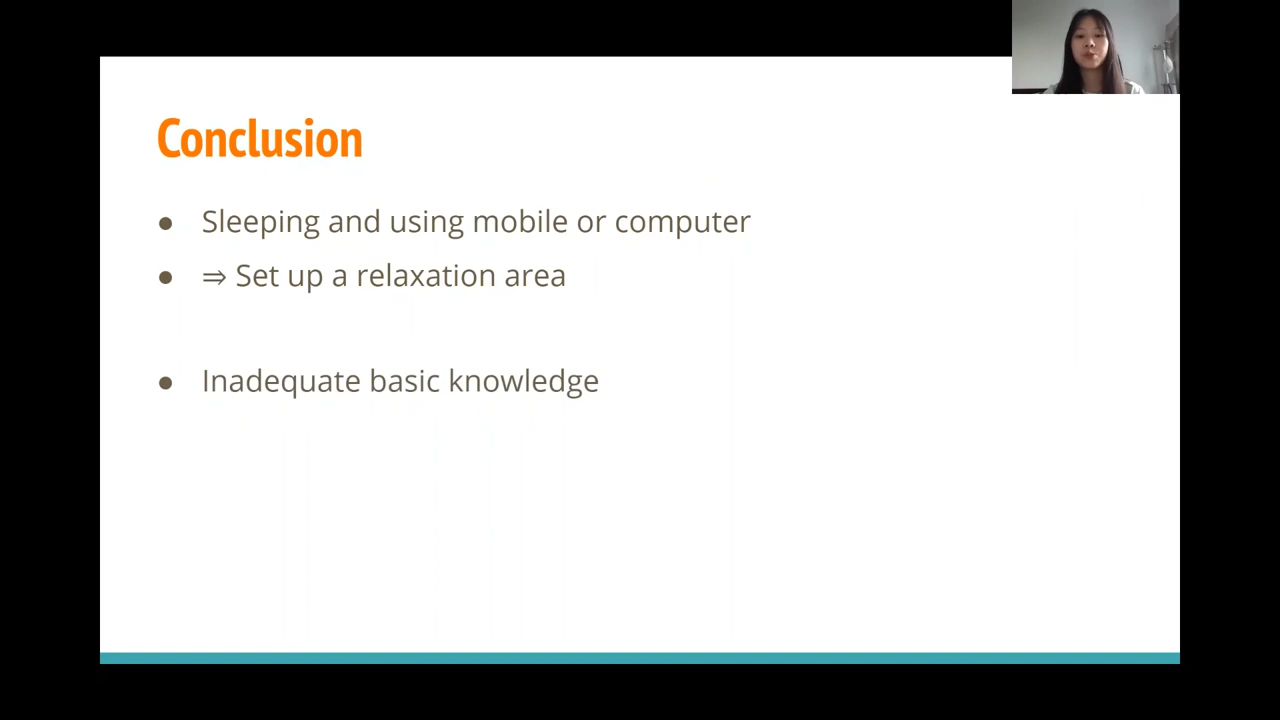 Conclusion
● Sleeping and using mobile or computer
● ⇒ Set up a relaxation area
● Inadequate basic knowledge